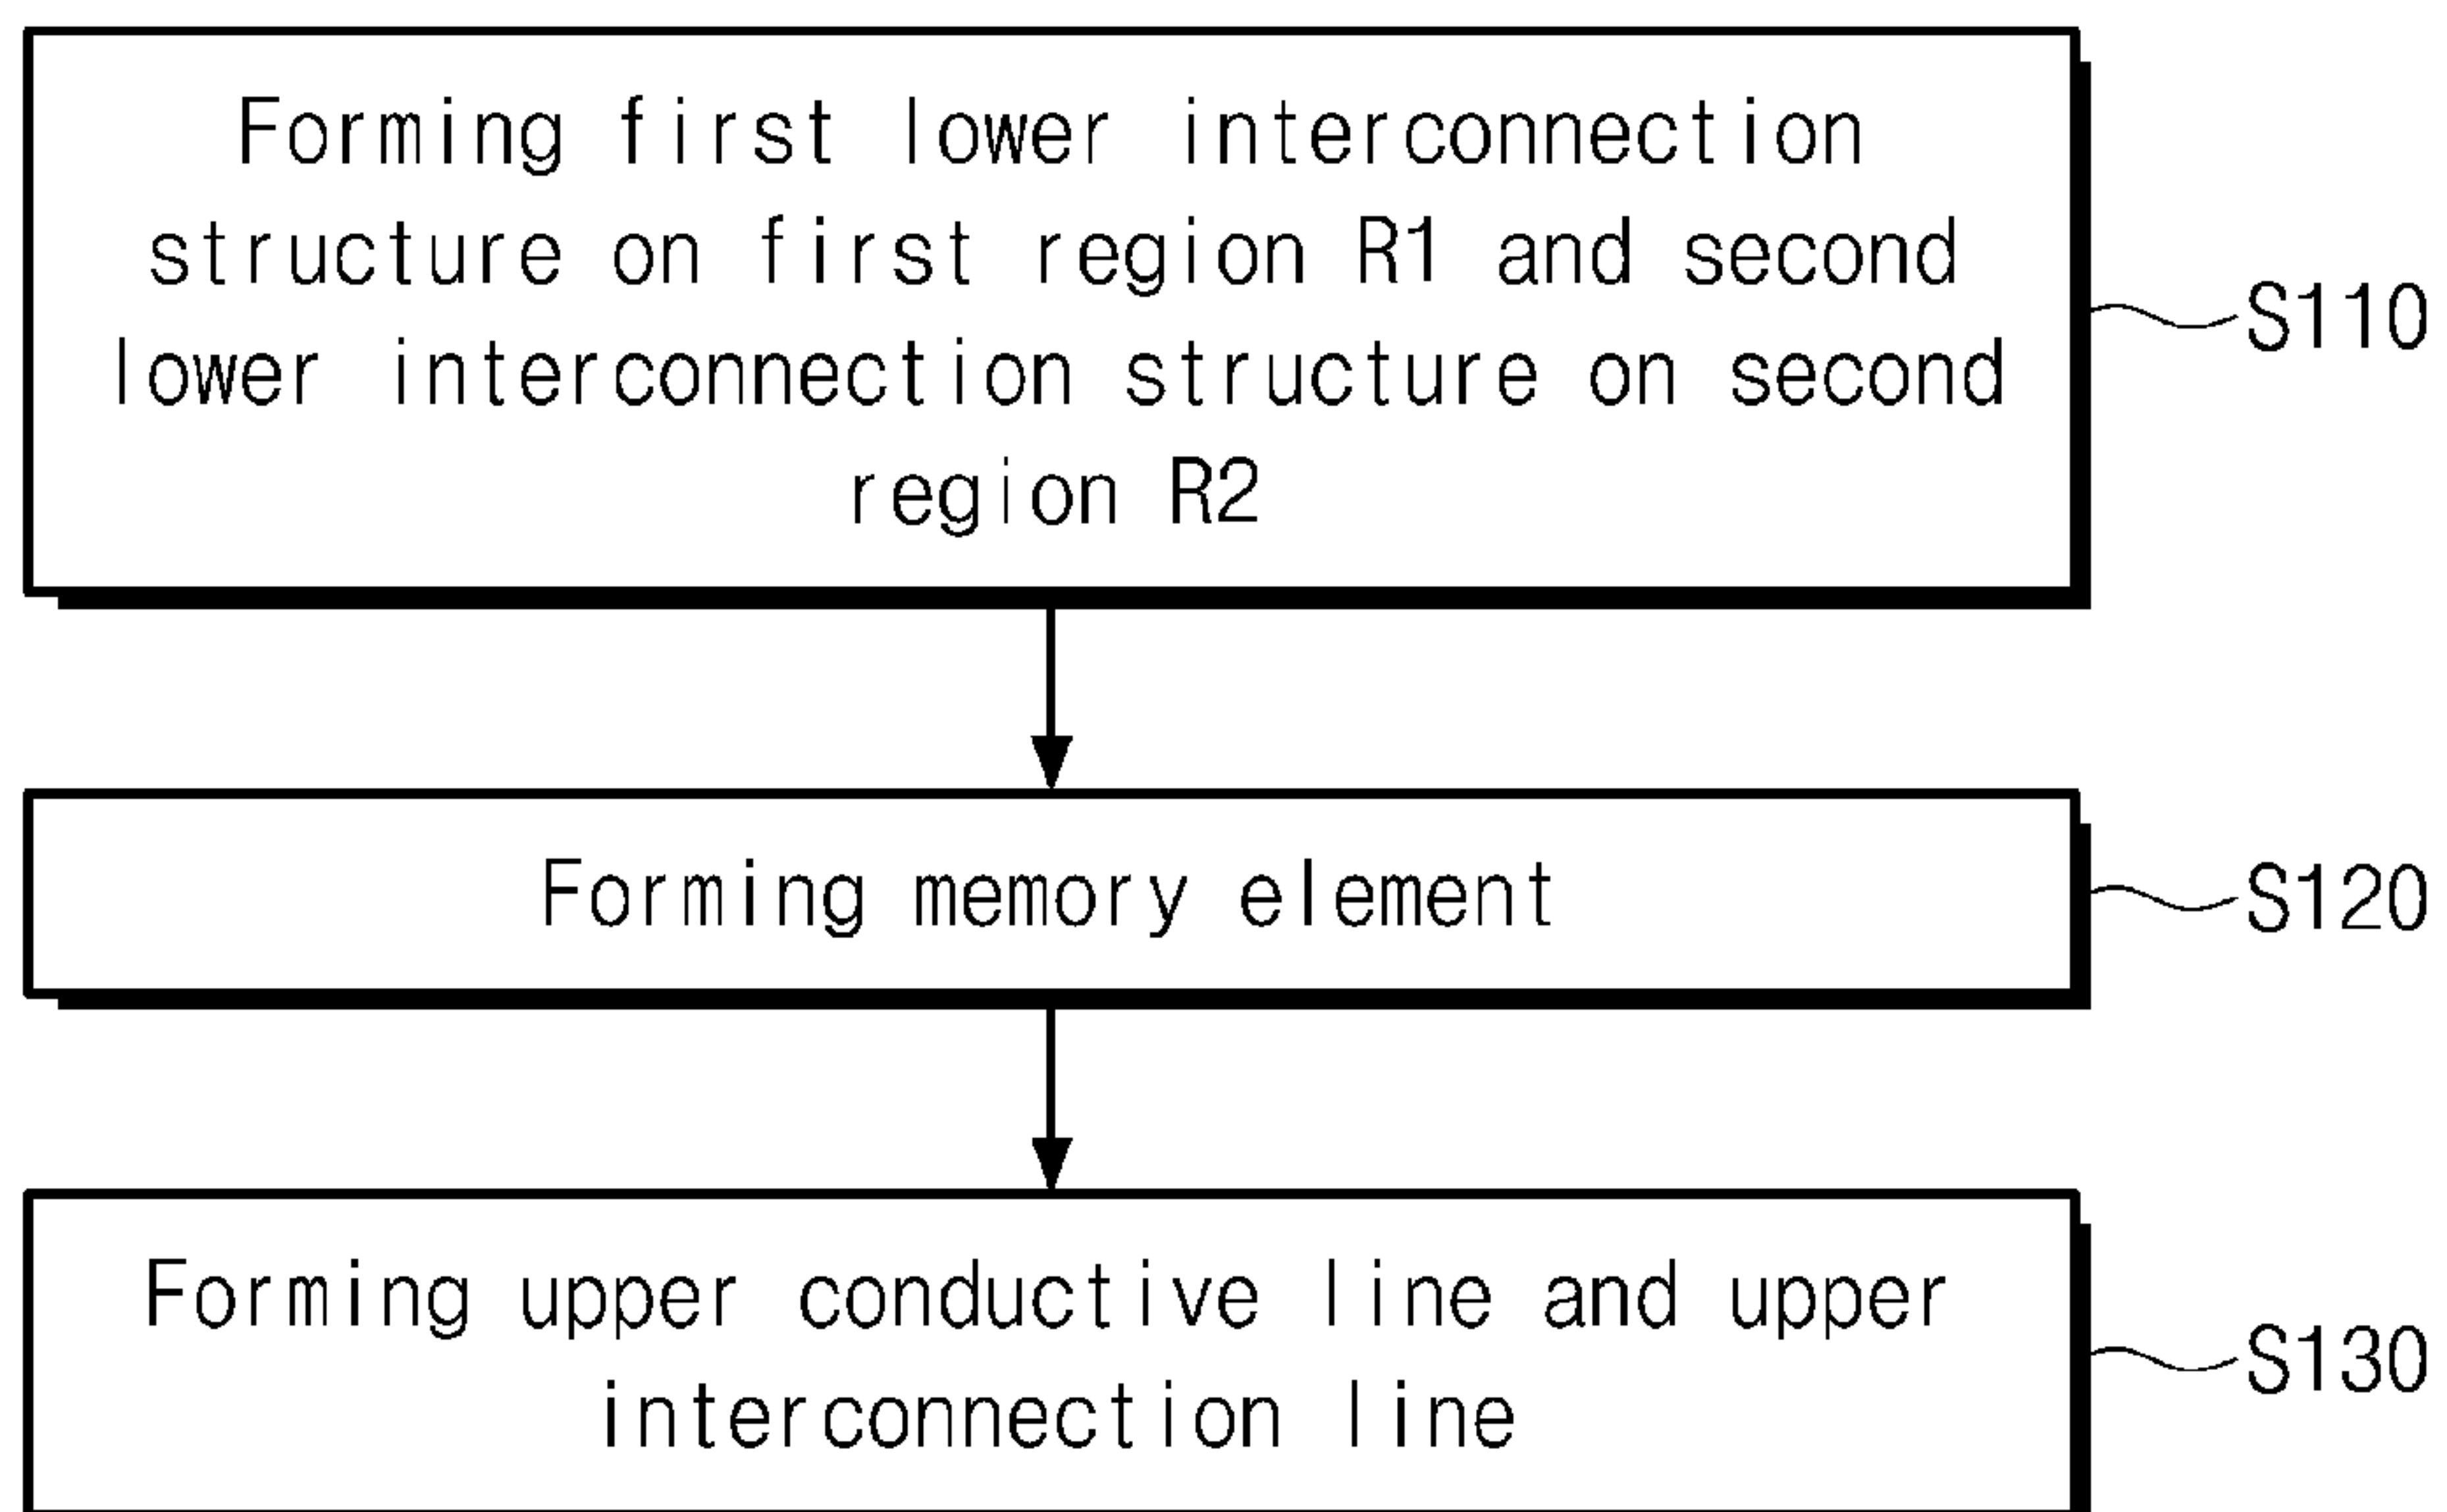 Forming first lower interconnection
structure on first region R1 and second
lower interconnection structure on second
region R2
S110
Forming memory element
S120
Forming upper conductive line and upper
interconnection line
S130